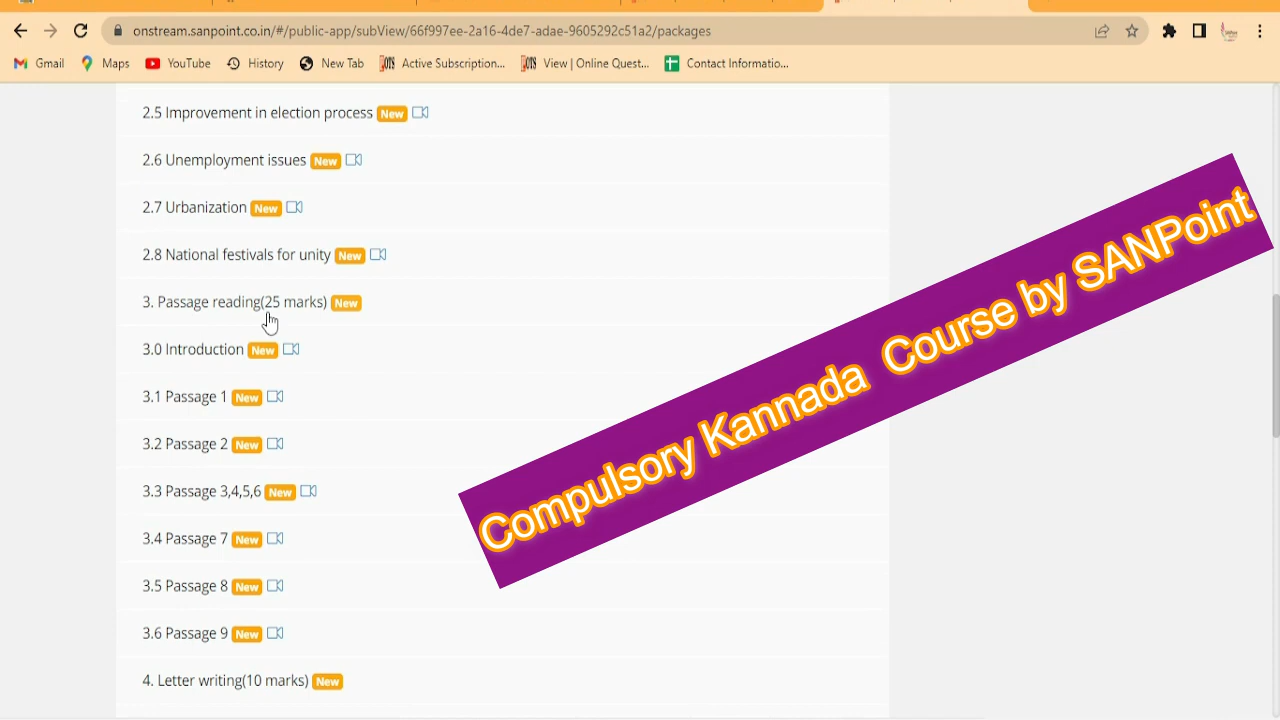 onstream.sanpoint.co.in/#/public-app/subView/66f997ee-2a16-4de7-adae-9605292c51a2/packages
Gmail Maps YouTube History New Tab Active Subscription... View | Online Quest... Contact Informatio...
2.5 Improvement in election process New
2.6 Unemployment issues New
2.7 Urbanization New
2.8 National festivals for unity New
3. Passage reading(25 marks) New
3.0 Introduction New
3.1 Passage 1 New
3.2 Passage 2 New
3.3 Passage 3,4,5,6 New
3.4 Passage 7 New
3.5 Passage 8 New
3.6 Passage 9 New
4. Letter writing(10 marks) New
Compulsory Kannada Course by SANPoint